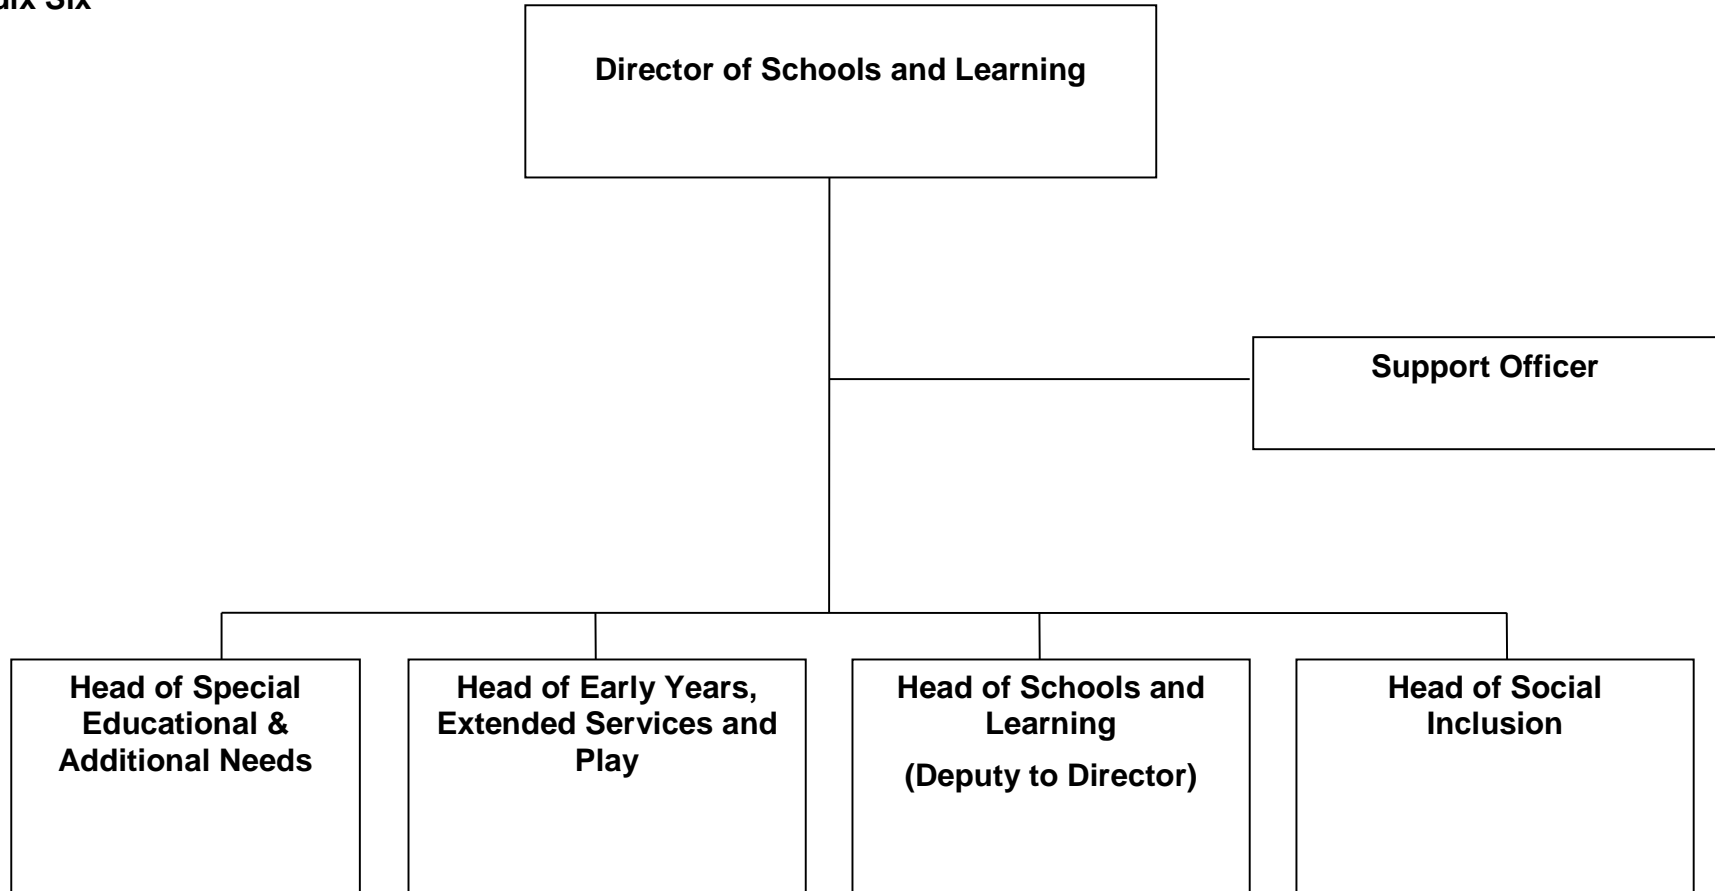 Six
Director of Schools and Learning
Support Officer
Head of Special
Educational &
Additional Needs
Head of Early Years,
Extended Services and
Play
Head of Schools and
Learning
(Deputy to Director)
Head of Social
Inclusion